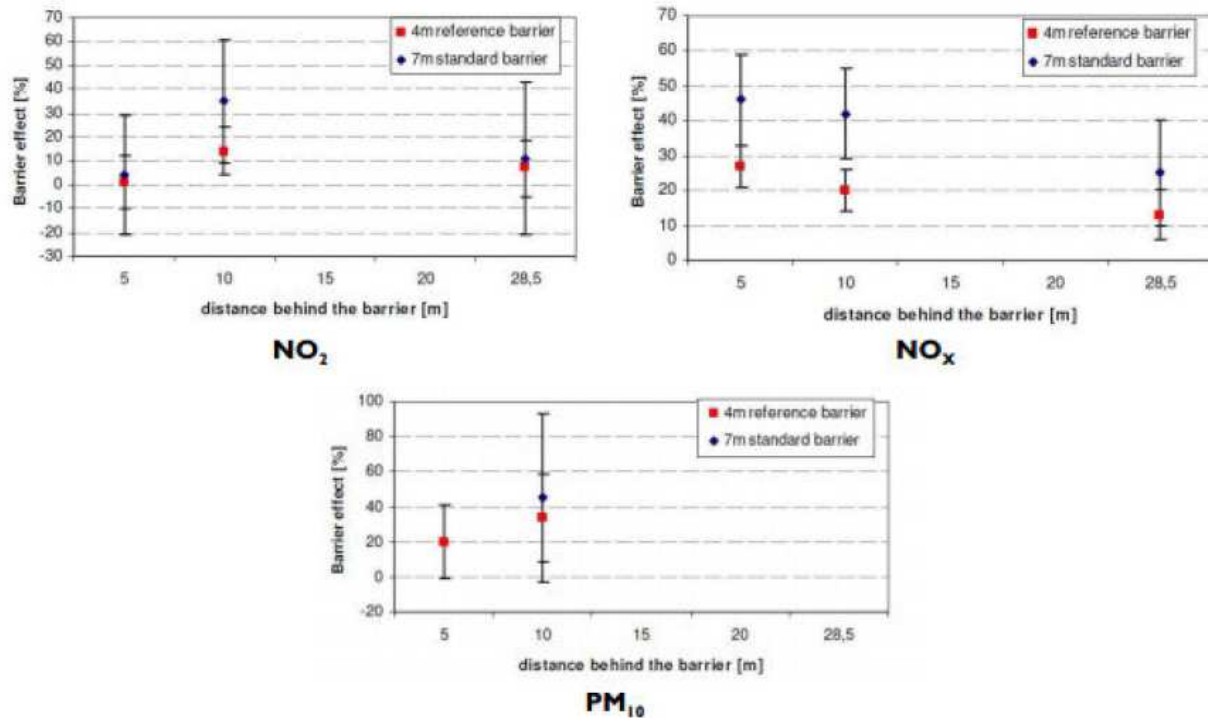 70
60
50
40
30
20
10
0
-10
-20
-30
Barrier effect [%]
4m reference barrier
7m standard barrier
5
10
15
20
28,5
distance behind the barrier [m]
NO₂
70
60
50
40
30
20
10
0
Barrier effect [%]
4m reference barrier
7m standard barrier
5
10
15
20
28,5
distance behind the barrier [m]
NOₓ
100
80
60
40
20
0
-20
Barrier effect [%]
4m reference barrier
7m standard barrier
5
10
15
20
28,5
distance behind the barrier [m]
PM₁₀